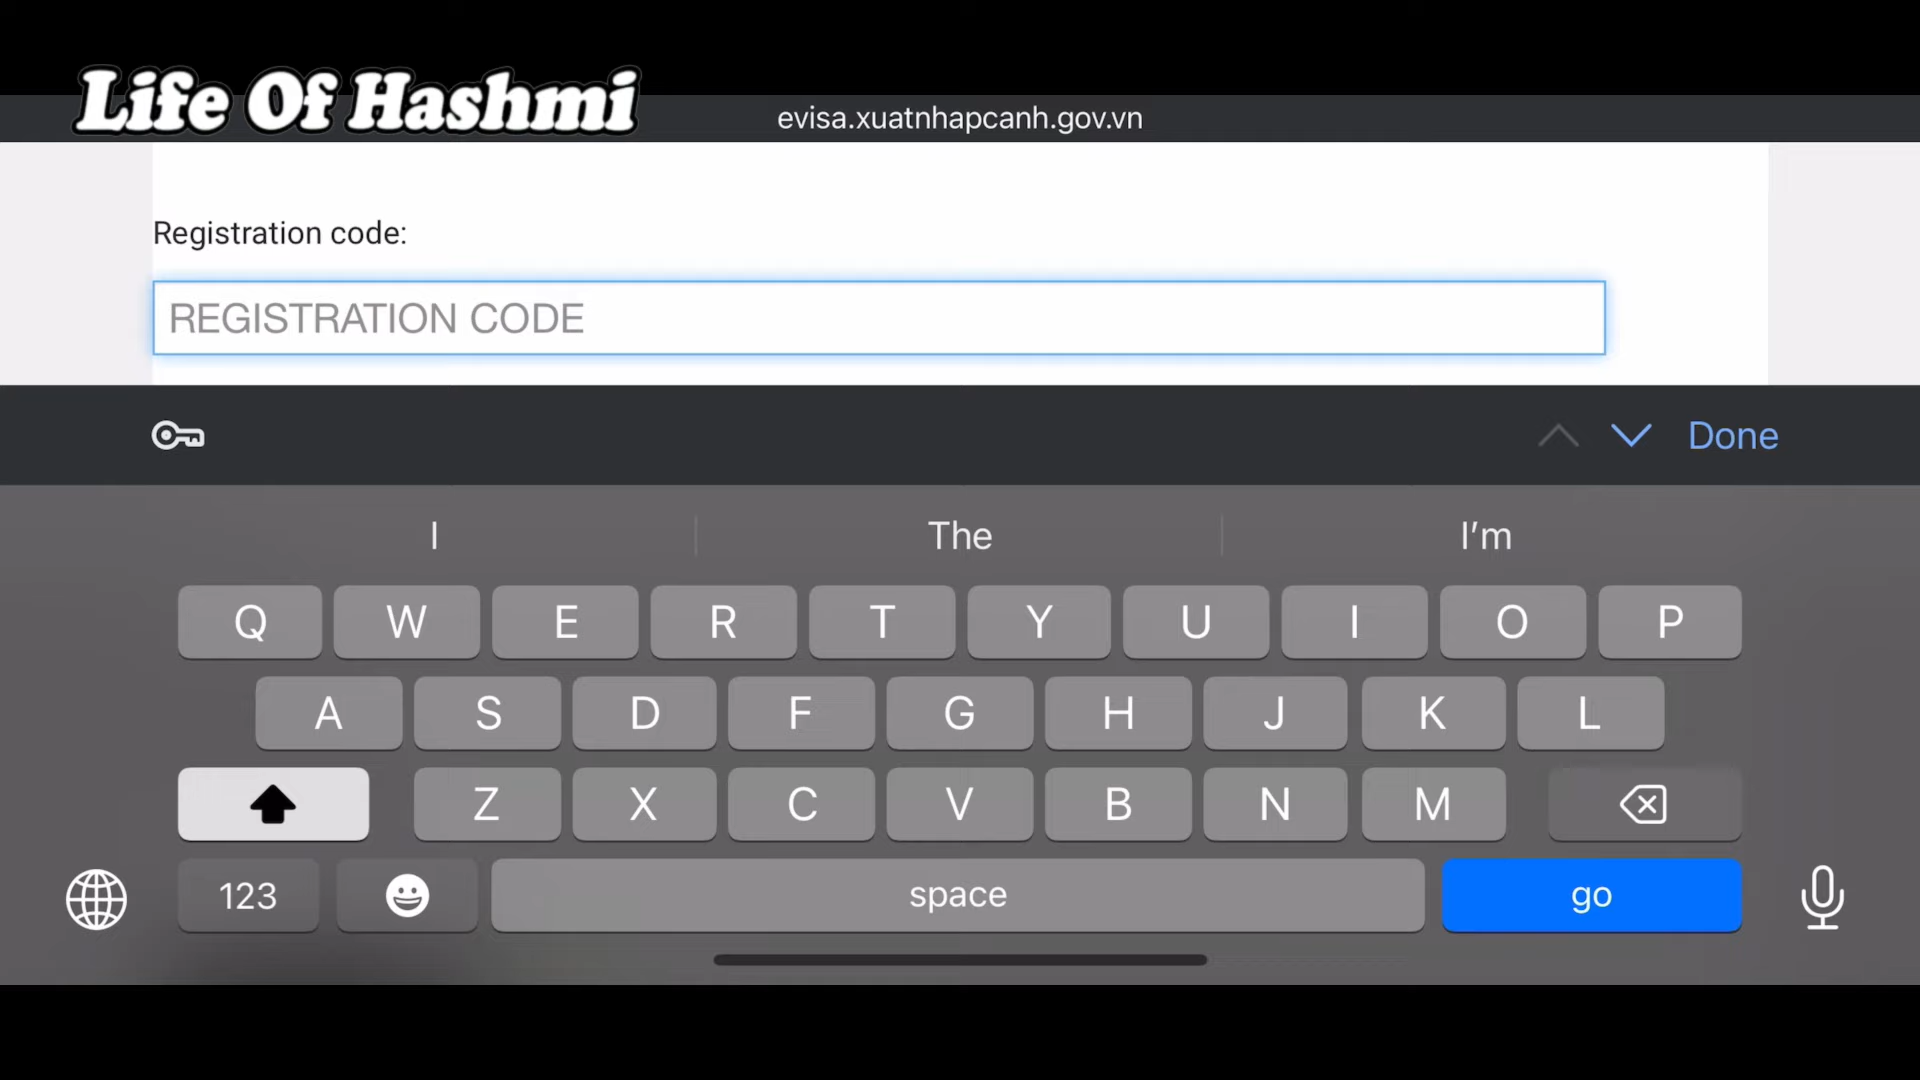 Life Of Hashmi
evisa.xuatnhapcanh.gov.vn
Registration code:
REGISTRATION CODE
Done
I The I’m
Q W E R T Y U I O P
A S D F G H J K L
Z X C V B N M
123 space go